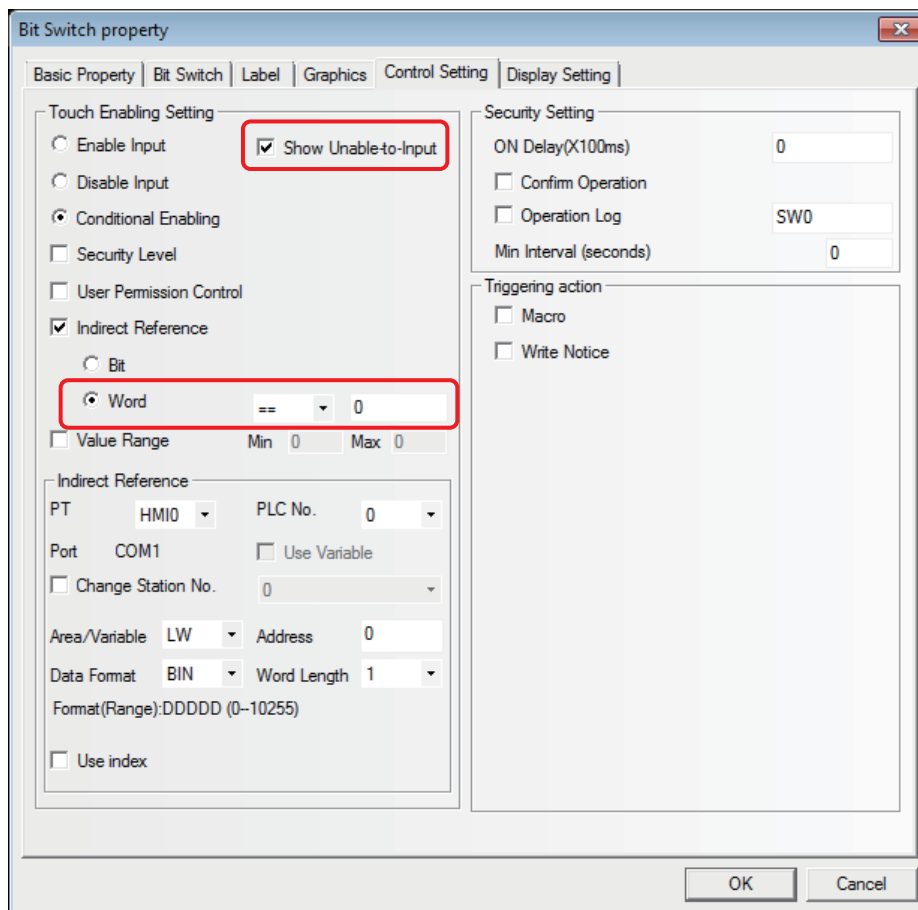 Bit Switch property
Basic Property Bit Switch Label Graphics Control Setting Display Setting
Touch Enabling Setting
Enable Input Show Unable-to-Input
Disable Input
Conditional Enabling
Security Level
User Permission Control
Indirect Reference
Bit
Word == 0
Value Range Min 0 Max 0
Indirect Reference
PT HMI0 PLC No. 0
Port COM1 Use Variable
Change Station No. 0
Area/Variable LW Address 0
Data Format BIN Word Length 1
Format(Range):DDDDD (0--10255)
Use index
Security Setting
ON Delay(X100ms) 0
Confirm Operation
Operation Log SW0
Min Interval (seconds) 0
Triggering action
Macro
Write Notice
OK Cancel